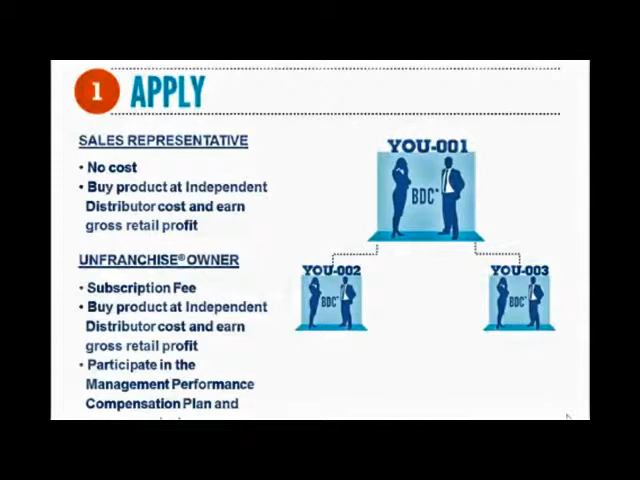 1 APPLY
SALES REPRESENTATIVE
• No cost
• Buy product at Independent
Distributor cost and earn
gross retail profit
UNFRANCHISE® OWNER
• Subscription Fee
• Buy product at Independent
Distributor cost and earn
gross retail profit
• Participate in the
Management Performance
Compensation Plan and
YOU-001
BDC*
YOU-002
BDC*
YOU-003
BDC*